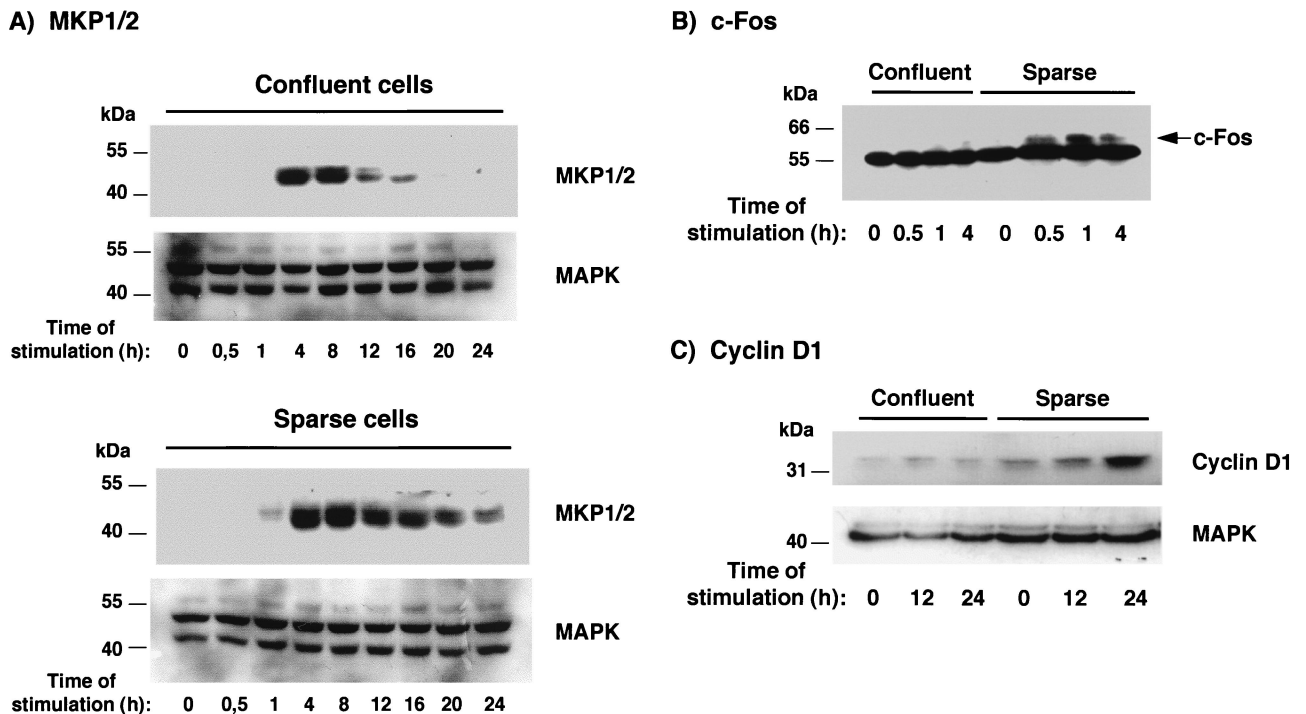 A) MKP1/2
Confluent cells
kDa
55
40
MKP1/2
55
40
MAPK
Time of
stimulation (h): 0 0,5 1 4 8 12 16 20 24
Sparse cells
kDa
55
40
MKP1/2
55
40
MAPK
Time of
stimulation (h): 0 0,5 1 4 8 12 16 20 24
B) c-Fos
Confluent Sparse
kDa
66
55
c-Fos
Time of
stimulation (h): 0 0.5 1 4 0 0.5 1 4
C) Cyclin D1
Confluent Sparse
kDa
31
Cyclin D1
40
MAPK
Time of
stimulation (h): 0 12 24 0 12 24